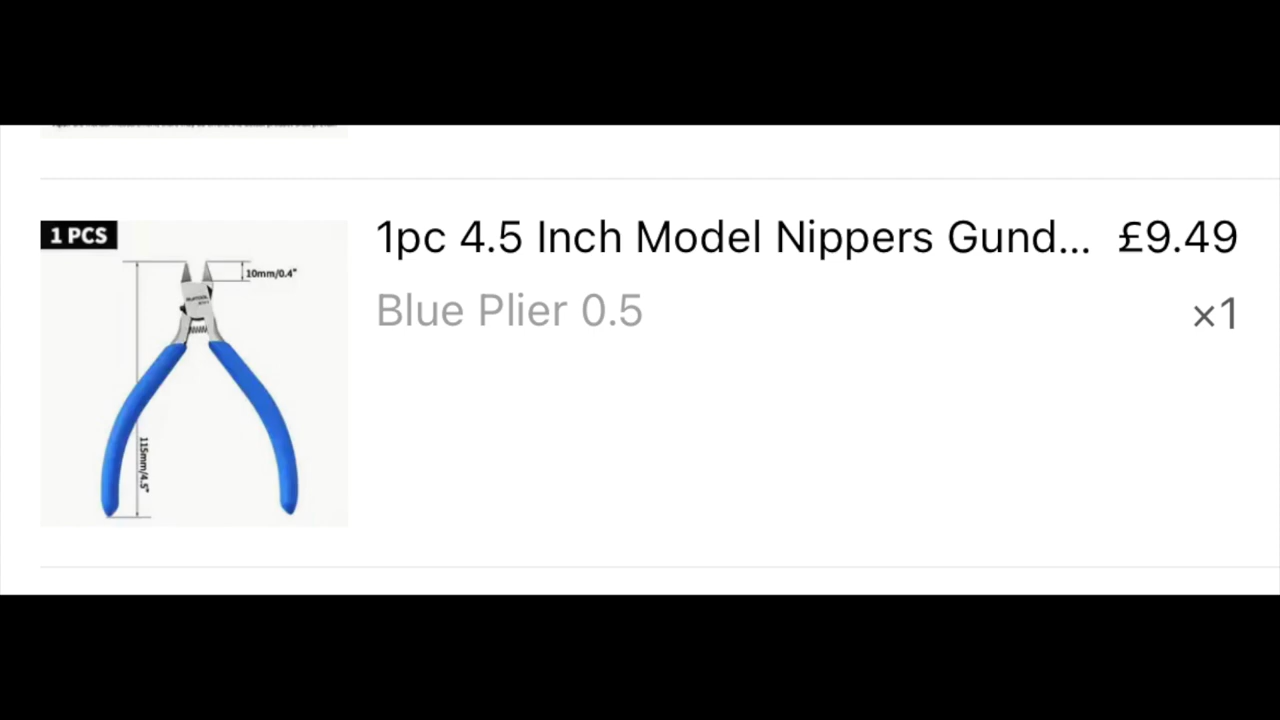 1 PCS
10mm/0.4"
115mm/4.5"
1pc 4.5 Inch Model Nippers Gund... £9.49
Blue Plier 0.5 ×1